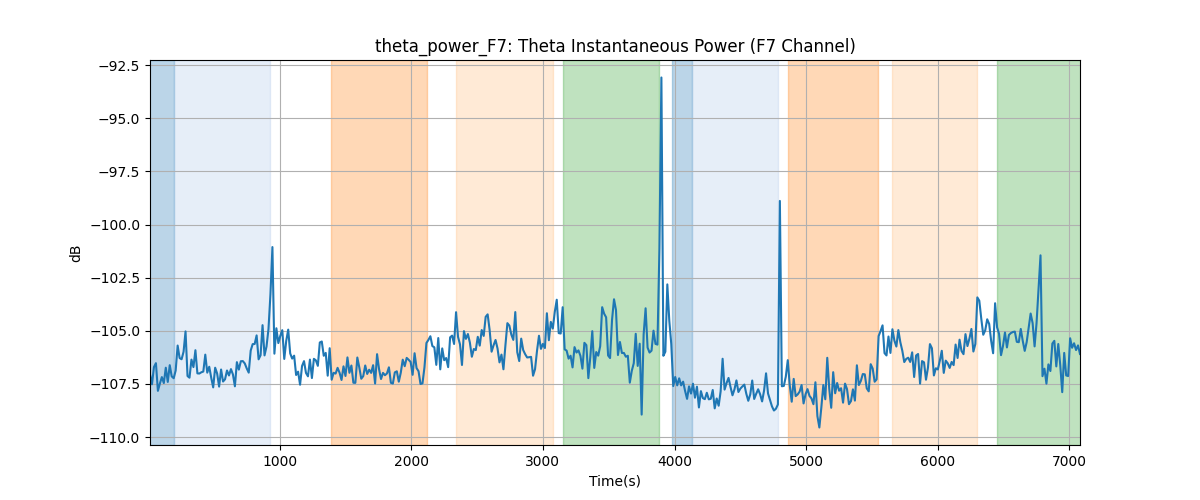 theta_power_F7: Theta Instantaneous Power (F7 Channel)
dB
−92.5
−95.0
−97.5
−100.0
−102.5
−105.0
−107.5
−110.0
1000 2000 3000 4000 5000 6000 7000
Time(s)